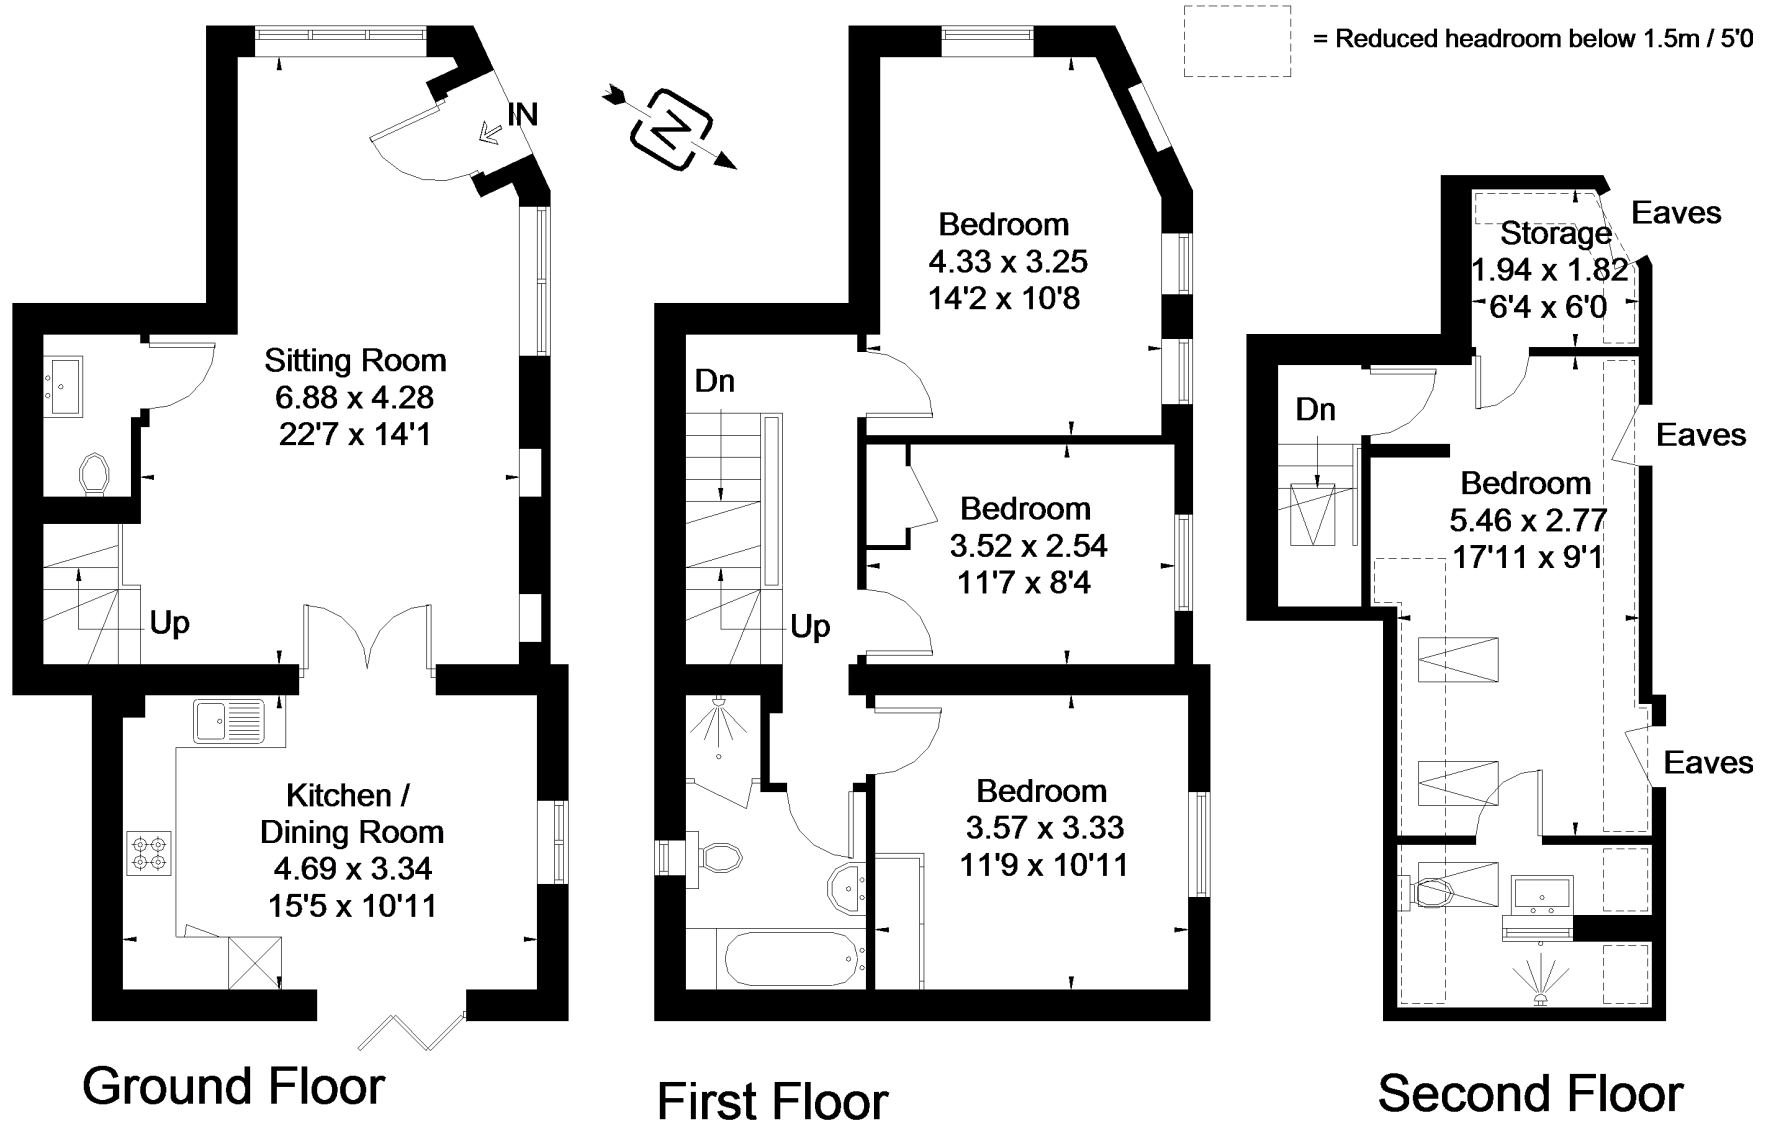 = Reduced headroom below 1.5m / 5'0
IN
N
Sitting Room
6.88 x 4.28
22'7 x 14'1
Up
Kitchen /
Dining Room
4.69 x 3.34
15'5 x 10'11
Ground Floor
Bedroom
4.33 x 3.25
14'2 x 10'8
Dn
Bedroom
3.52 x 2.54
11'7 x 8'4
Up
Bedroom
3.57 x 3.33
11'9 x 10'11
First Floor
Eaves
Storage
1.94 x 1.82
6'4 x 6'0
Dn
Eaves
Bedroom
5.46 x 2.77
17'11 x 9'1
Eaves
Second Floor